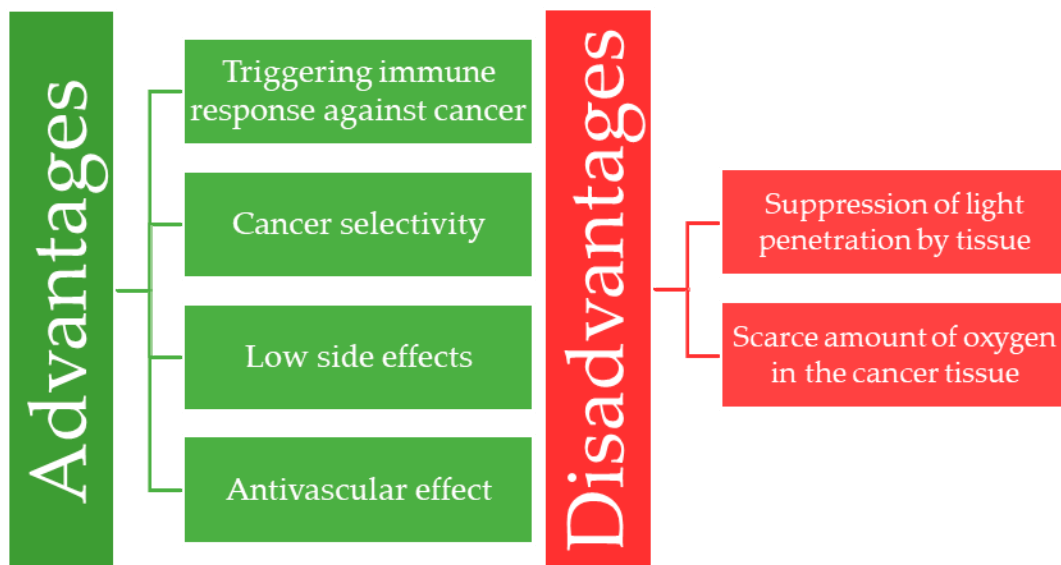 Advantages
Triggering immune
response against cancer
Cancer selectivity
Low side effects
Antivascular effect
Disadvantages
Suppression of light
penetration by tissue
Scarce amount of oxygen
in the cancer tissue